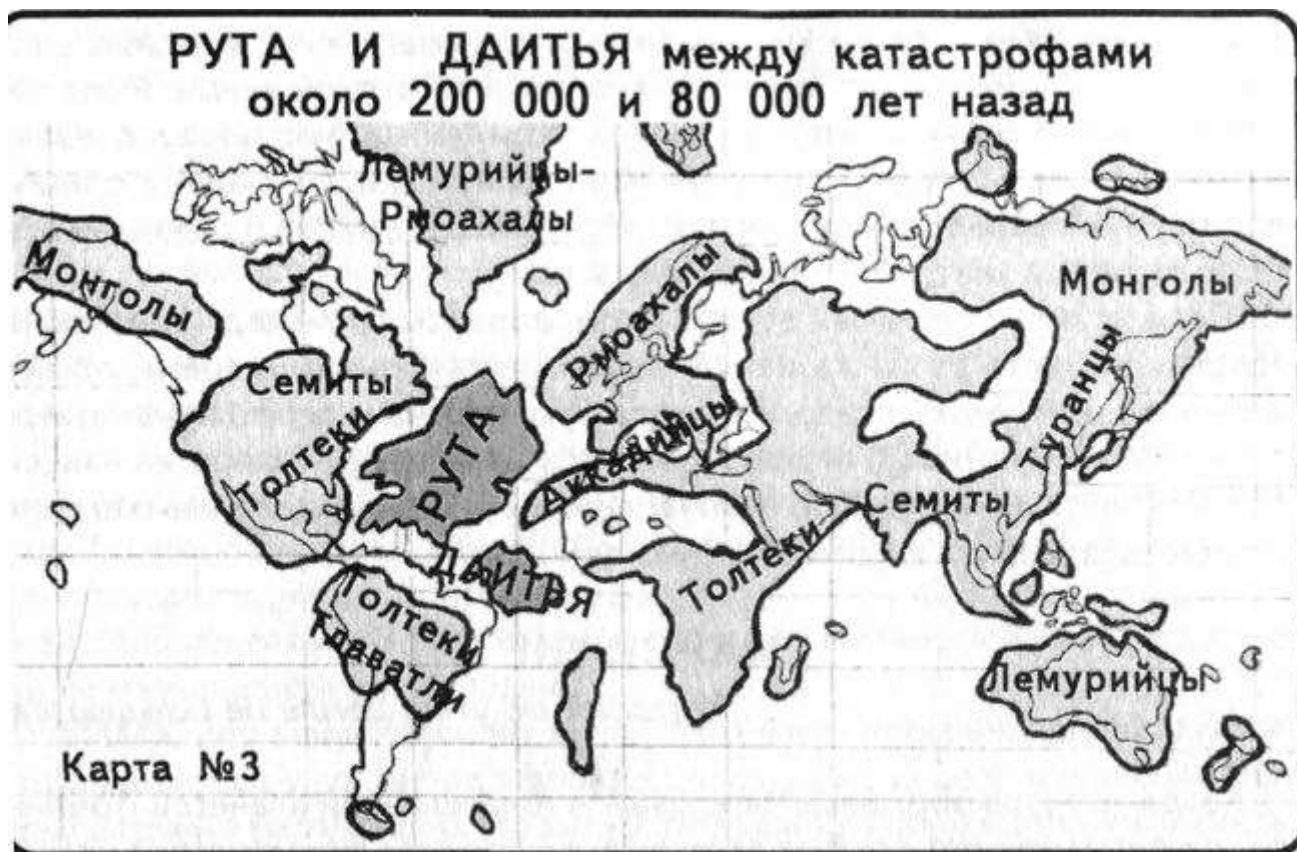 РУТА И ДАИТЬЯ между катастрофами
около 200 000 и 80 000 лет назад
Лемурийцы-
Рмоахалы
Монголы
Монголы
Рмоахалы
Семиты
Толтеки
РУТА
Аккадийцы
Туранцы
Семиты
ДАИТЬЯ
Толтеки
Толтеки
Тлаватли
Лемурийцы
Карта №3